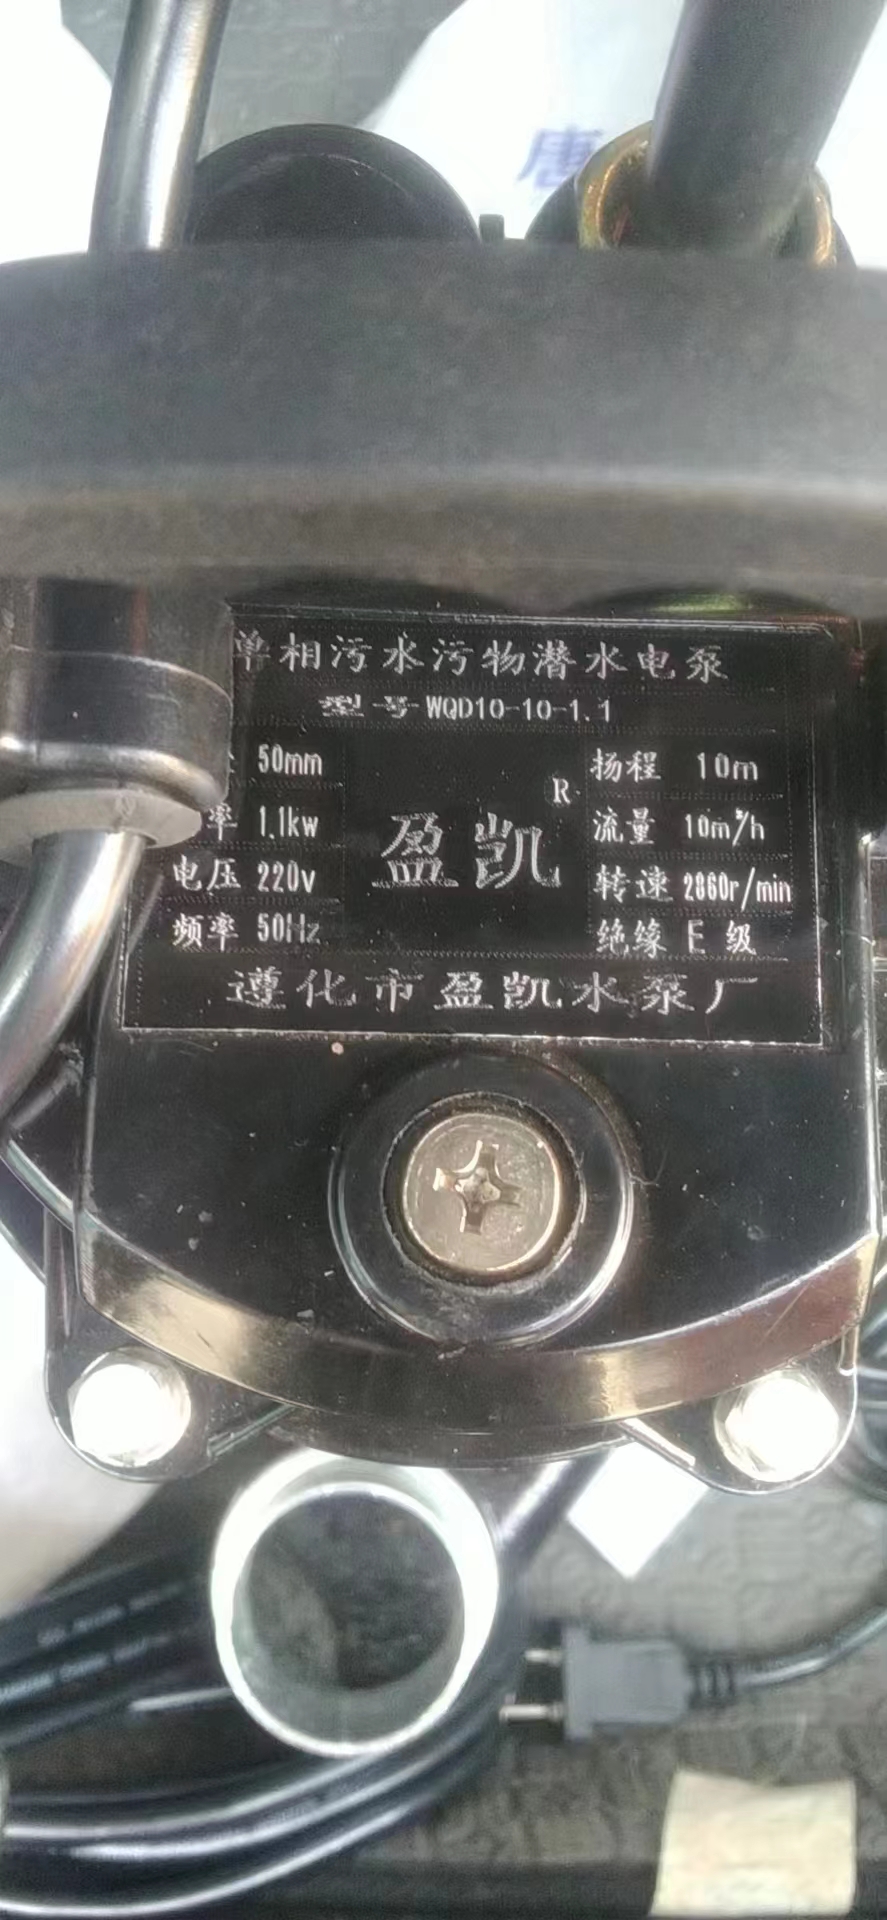 唐
单相污水污物潜水电泵
型号 WQD10-10-1.1
50mm 扬程 10m
率 1.1kw 流量 10m³/h
电压 220v 转速 2860r/min
频率 50Hz 绝缘 E 级
盈凯 R
遵化市盈凯水泵厂